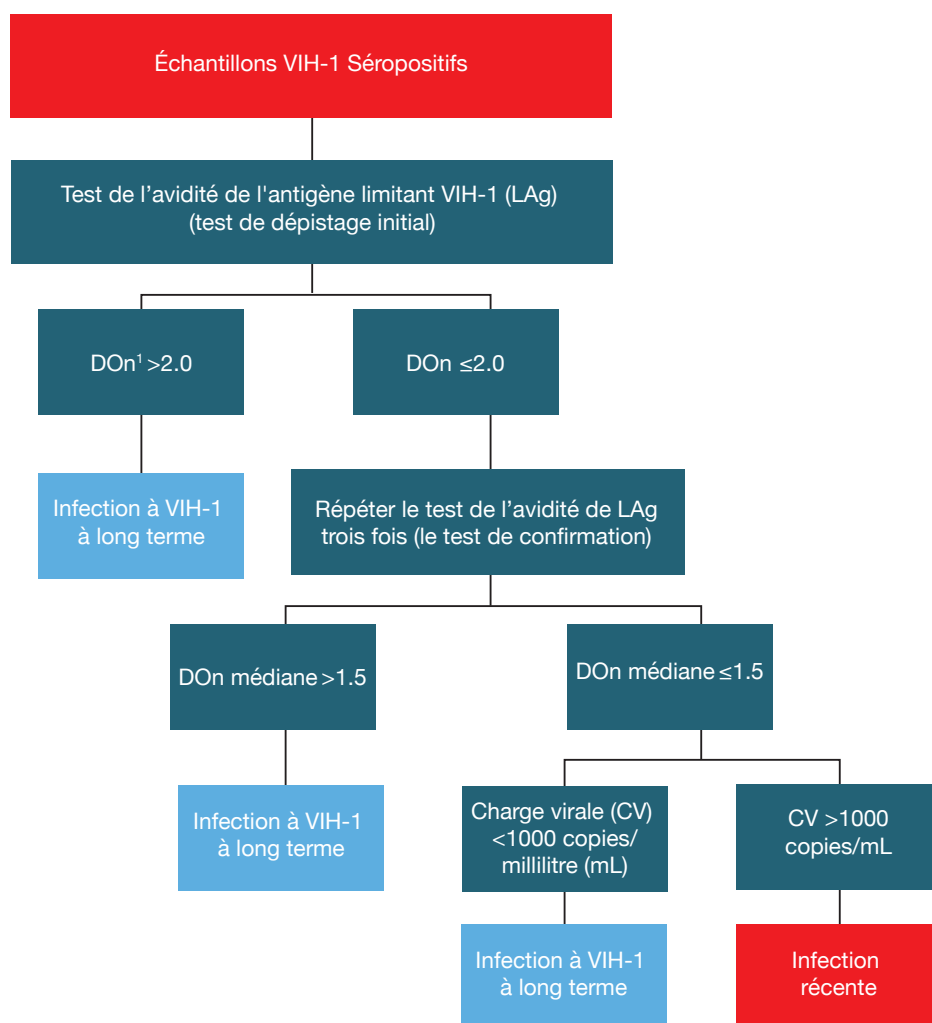 Échantillons VIH-1 Séropositifs
Test de l'avidité de l'antigène limitant VIH-1 (LAg)
(test de dépistage initial)
DOn¹ >2.0
DOn ≤2.0
Infection à VIH-1
à long terme
Répéter le test de l'avidité de LAg
trois fois (le test de confirmation)
DOn médiane >1.5
DOn médiane ≤1.5
Infection à VIH-1
à long terme
Charge virale (CV)
<1000 copies/
millilitre (mL)
CV >1000
copies/mL
Infection à VIH-1
à long terme
Infection
récente